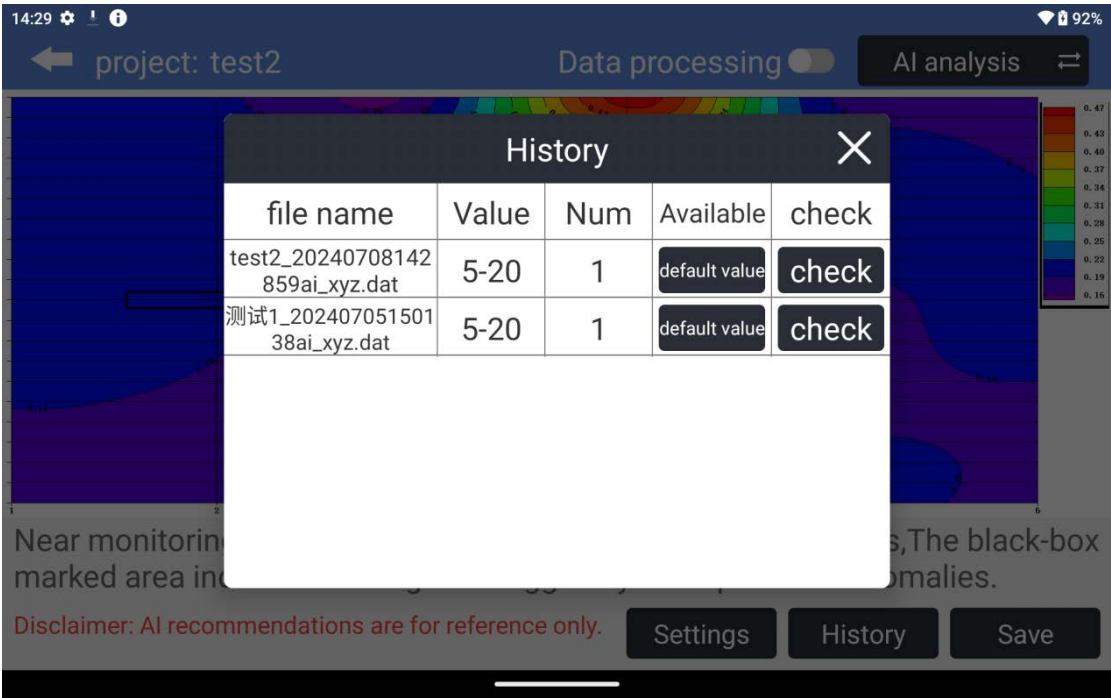 14:29
92%
project: test2
Data processing
AI analysis
History
file name Value Num Available check
test2_20240708142
859ai_xyz.dat
5-20 1 default value check
测试1_202407051501
38ai_xyz.dat
5-20 1 default value check
0.47
0.43
0.40
0.37
0.34
0.31
0.28
0.25
0.22
0.19
0.16
1 2 6
Near monitorin s,The black-box
marked area in omalies.
Disclaimer: AI recommendations are for reference only.
Settings
History
Save